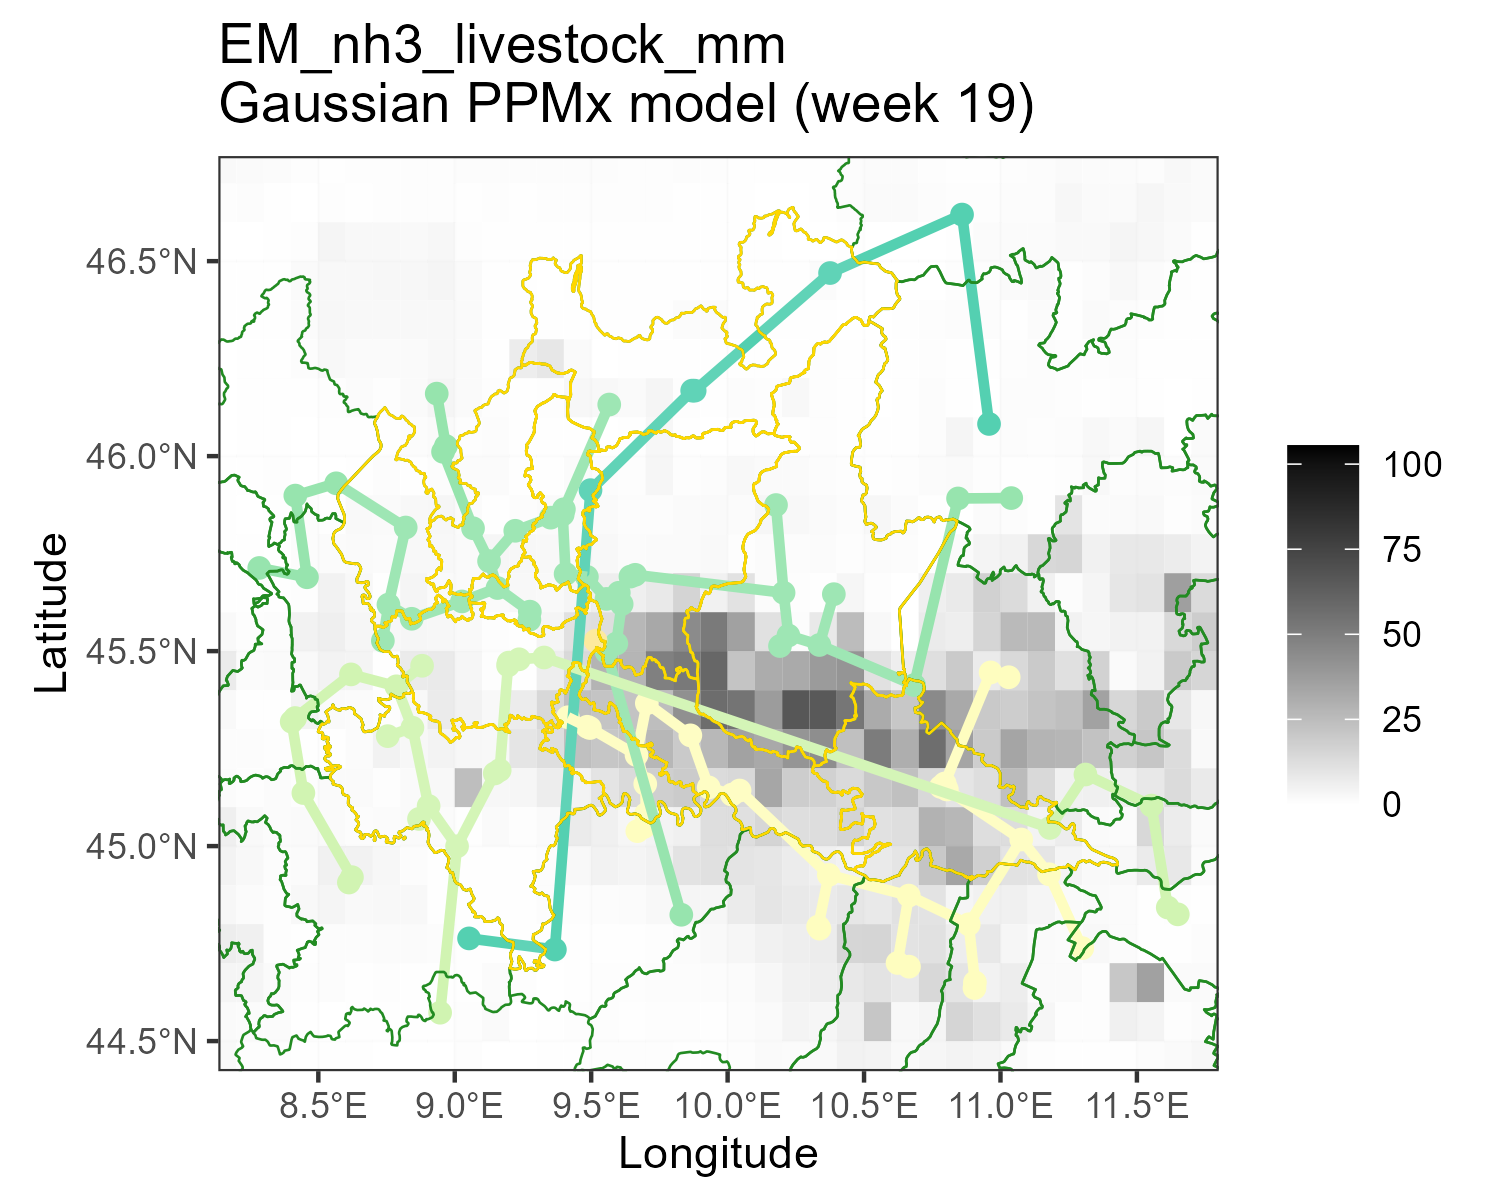 EM_nh3_livestock_mm
Gaussian PPMx model (week 19)
Latitude
46.5°N
46.0°N
45.5°N
45.0°N
44.5°N
8.5°E
9.0°E
9.5°E
10.0°E
10.5°E
11.0°E
11.5°E
Longitude
100
75
50
25
0